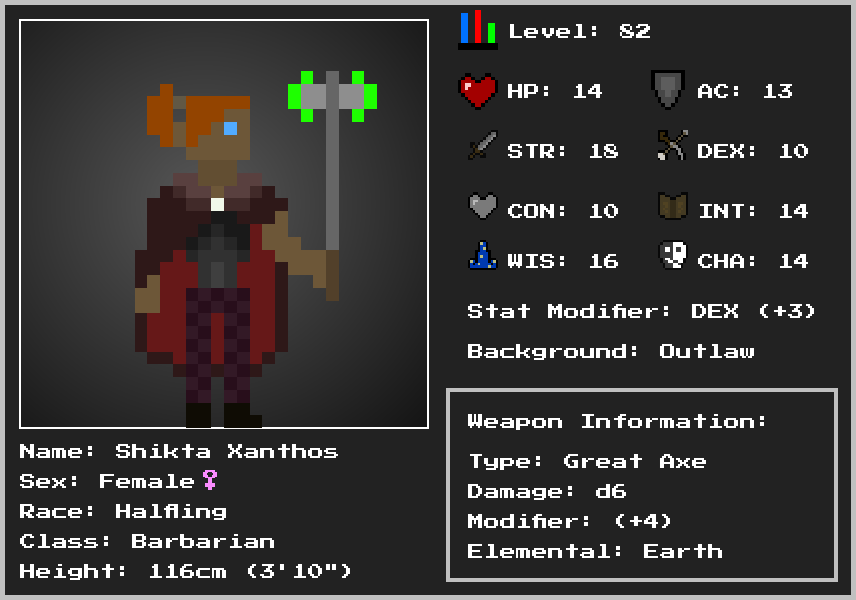 Level: 82
HP: 14
AC: 13
STR: 18
DEX: 10
CON: 10
INT: 14
WIS: 16
CHA: 14
Stat Modifier: DEX (+3)
Background: Outlaw
Weapon Information:
Type: Great Axe
Damage: d6
Modifier: (+4)
Elemental: Earth
Name: Shikta Xanthos
Sex: Female♀
Race: Halfling
Class: Barbarian
Height: 116cm (3'10")